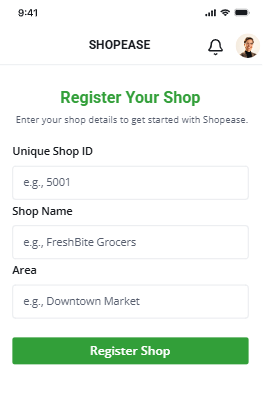 9:41
SHOPEASE
Register Your Shop
Enter your shop details to get started with Shopease.
Unique Shop ID
e.g., 5001
Shop Name
e.g., FreshBite Grocers
Area
e.g., Downtown Market
Register Shop